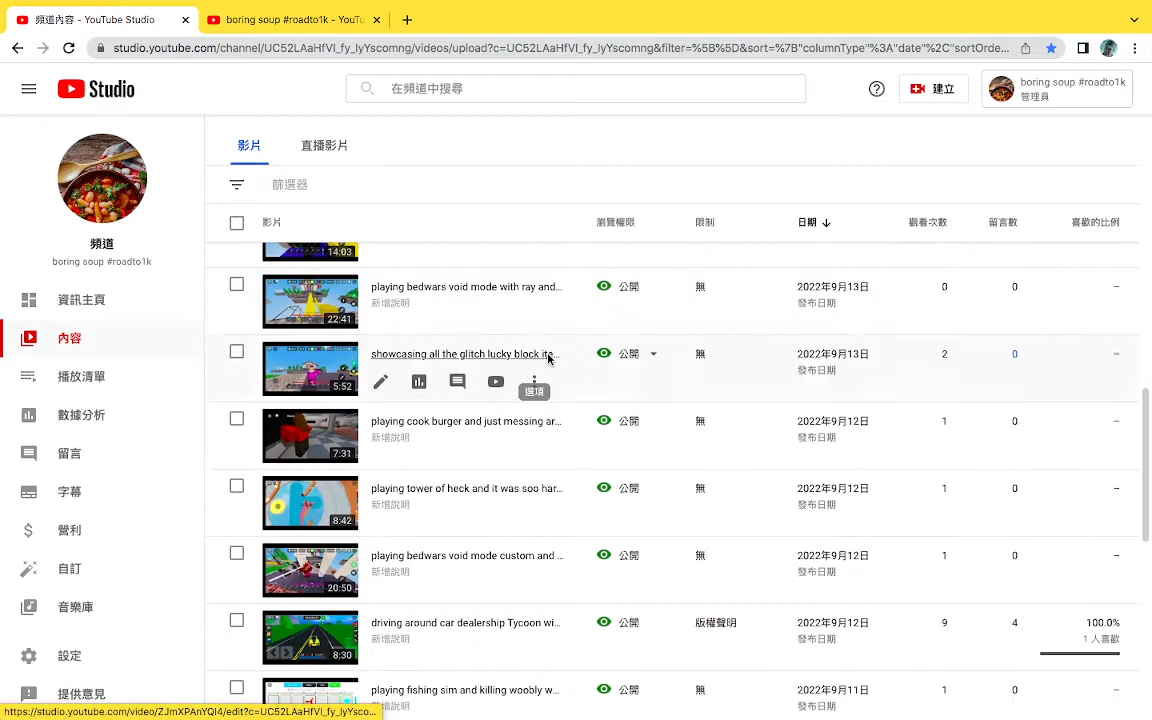 頻道內容 - YouTube Studio
boring soup #roadto1k - YouTu
studio.youtube.com/channel/UC52LAaHfVI_fy_IyYscomng/videos/upload?c=UC52LAaHfVI_fy_IyYscomng&filter=%5B%5D&sort=%7B"columnType"%3A"date"%2C"sortOrde...
Studio
在頻道中搜尋
建立
boring soup #roadto1k
管理員
頻道
boring soup #roadto1k
資訊主頁
內容
播放清單
數據分析
留言
字幕
營利
自訂
音樂庫
設定
提供意見
影片
直播影片
篩選器
影片
瀏覽權限
限制
日期
觀看次數
留言數
喜歡的比例
14:03
22:41
playing bedwars void mode with ray and...
新增說明
公開
無
2022年9月13日
發布日期
0
0
–
5:52
showcasing all the glitch lucky block ite...
選項
公開
無
2022年9月13日
發布日期
2
0
–
7:31
playing cook burger and just messing ar...
新增說明
公開
無
2022年9月12日
發布日期
1
0
–
8:42
playing tower of heck and it was soo har...
新增說明
公開
無
2022年9月12日
發布日期
1
0
–
20:50
playing bedwars void mode custom and ...
新增說明
公開
無
2022年9月12日
發布日期
1
0
–
8:30
driving around car dealership Tycoon wi...
新增說明
公開
版權聲明
2022年9月12日
發布日期
9
4
100.0%
1 人喜歡
playing fishing sim and killing woobly w...
新增說明
公開
無
2022年9月11日
發布日期
1
0
–
https://studio.youtube.com/video/ZJmXPAnYQI4/edit?c=UC52LAaHfVI_fy_IyYsco...